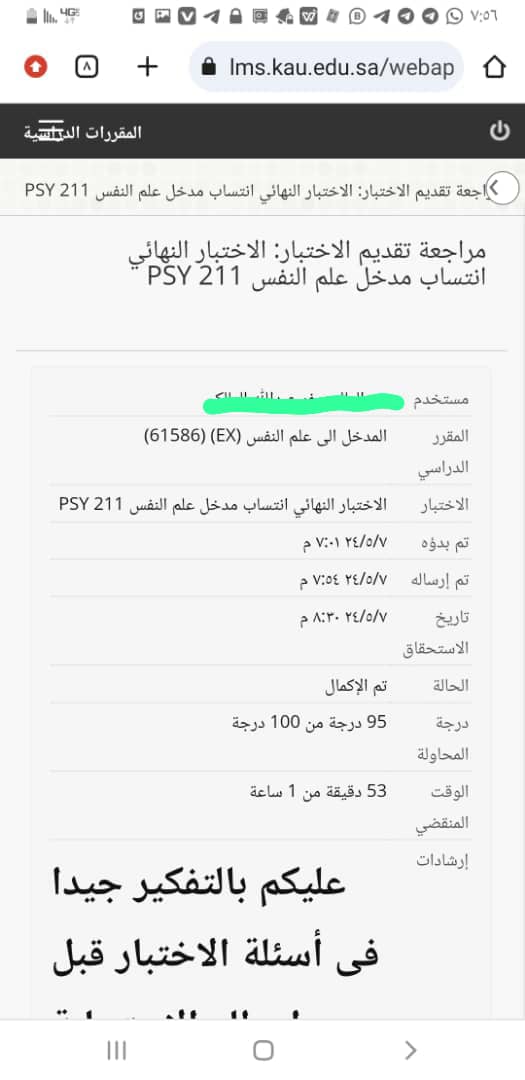 ٧:٥٦
4G
lms.kau.edu.sa/webap
المقررات الدراسية
اجعة تقديم الاختبار: الاختبار النهائي انتساب مدخل علم النفس PSY 211
مراجعة تقديم الاختبار: الاختبار النهائي
انتساب مدخل علم النفس PSY 211
مستخدم
المقرر الدراسي
المدخل الى علم النفس (EX) (61586)
الاختبار
الاختبار النهائي انتساب مدخل علم النفس PSY 211
تم بدؤه
٢٤/٥/٧ ٧:٠١ م
تم إرساله
٢٤/٥/٧ ٧:٥٤ م
تاريخ الاستحقاق
٢٤/٥/٧ ٨:٣٠ م
الحالة
تم الإكمال
درجة المحاولة
95 درجة من 100 درجة
الوقت المنقضي
53 دقيقة من 1 ساعة
إرشادات
عليكم بالتفكير جيدا
فى أسئلة الاختبار قبل